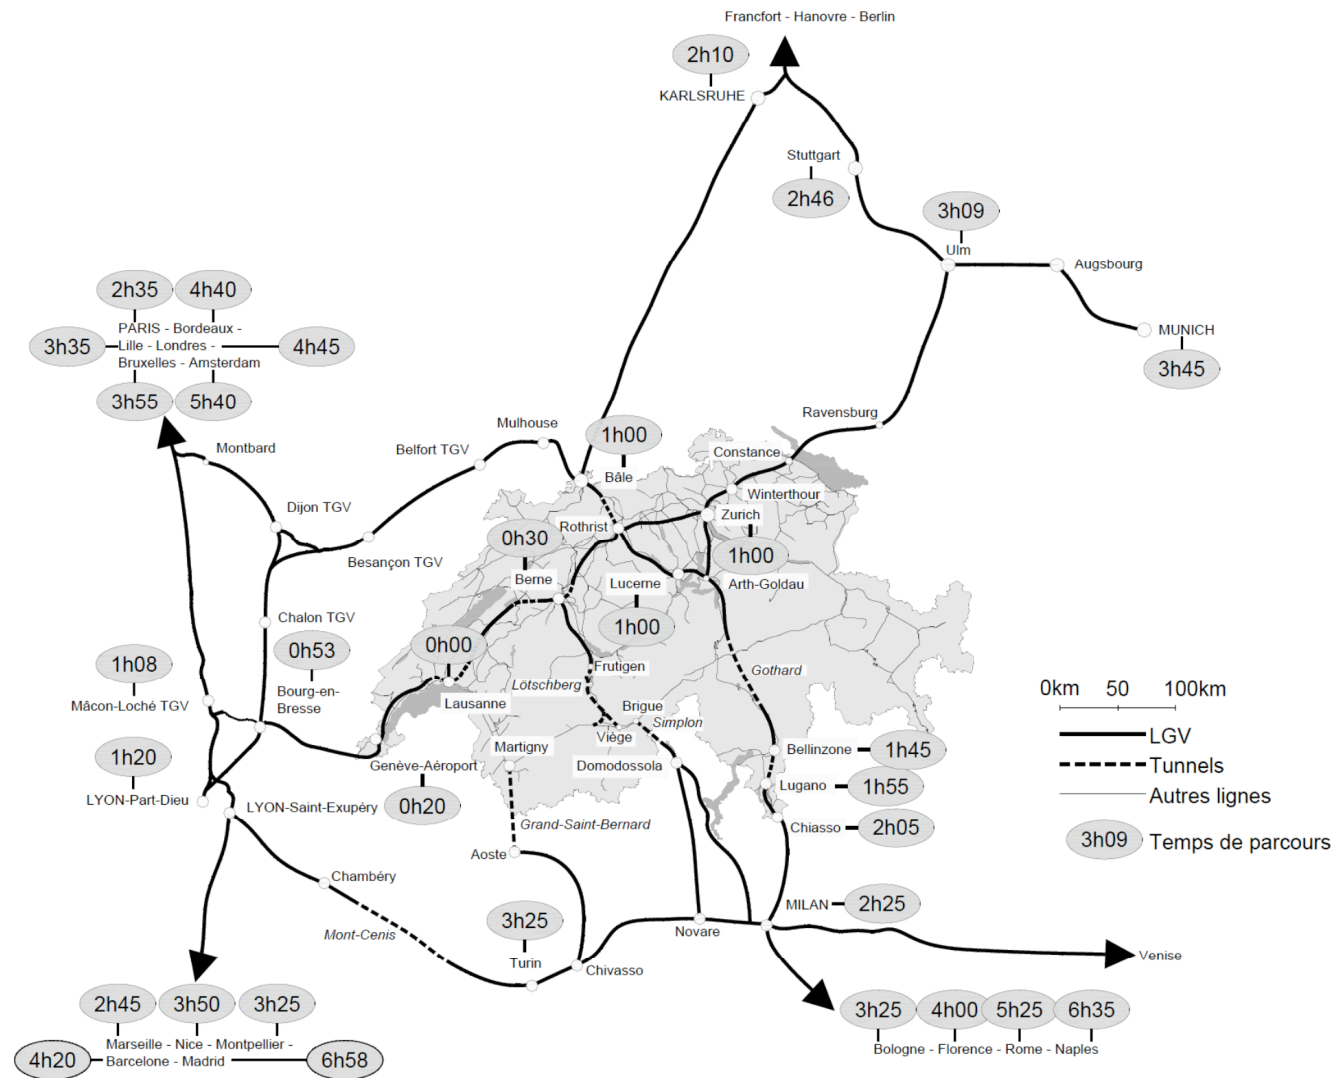 Francfort - Hanovre - Berlin
2h10
KARLSRUHE
Stuttgart
2h46
3h09
Ulm
Augsbourg
MUNICH
3h45
2h35
4h40
PARIS - Bordeaux -
3h35
Lille - Londres -
4h45
Bruxelles - Amsterdam
3h55
5h40
Montbard
Dijon TGV
Besançon TGV
Belfort TGV
Mulhouse
1h00
Bâle
Ravensburg
Constance
Winterthour
Zurich
1h00
Rothrist
0h30
Berne
Lucerne
1h00
Arth-Goldau
Chalon TGV
0h53
Bourg-en-
Bresse
1h08
Mâcon-Loché TGV
1h20
LYON-Part-Dieu
LYON-Saint-Exupéry
0h00
Lausanne
Genève-Aéroport
0h20
Frutigen
Lötschberg
Brigue
Simplon
Viège
Martigny
Domodossola
Gothard
Bellinzone
1h45
Lugano
1h55
Chiasso
2h05
Grand-Saint-Bernard
Aoste
Chambéry
Mont-Cenis
3h25
Turin
Chivasso
Novare
MILAN
2h25
Venise
2h45
3h50
3h25
Marseille - Nice - Montpellier -
4h20
Barcelone - Madrid
6h58
3h25
4h00
5h25
6h35
Bologne - Florence - Rome - Naples
0km 50 100km
LGV
Tunnels
Autres lignes
3h09 Temps de parcours